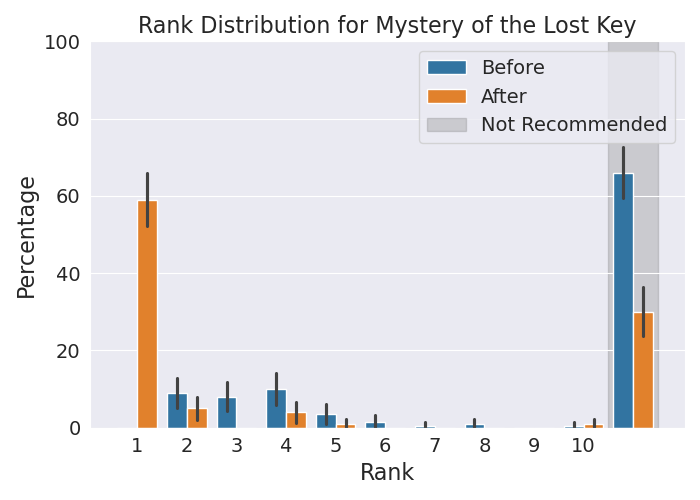 Rank Distribution for Mystery of the Lost Key
100
80
60
40
20
0
Percentage
Before
After
Not Recommended
1 2 3 4 5 6 7 8 9 10
Rank